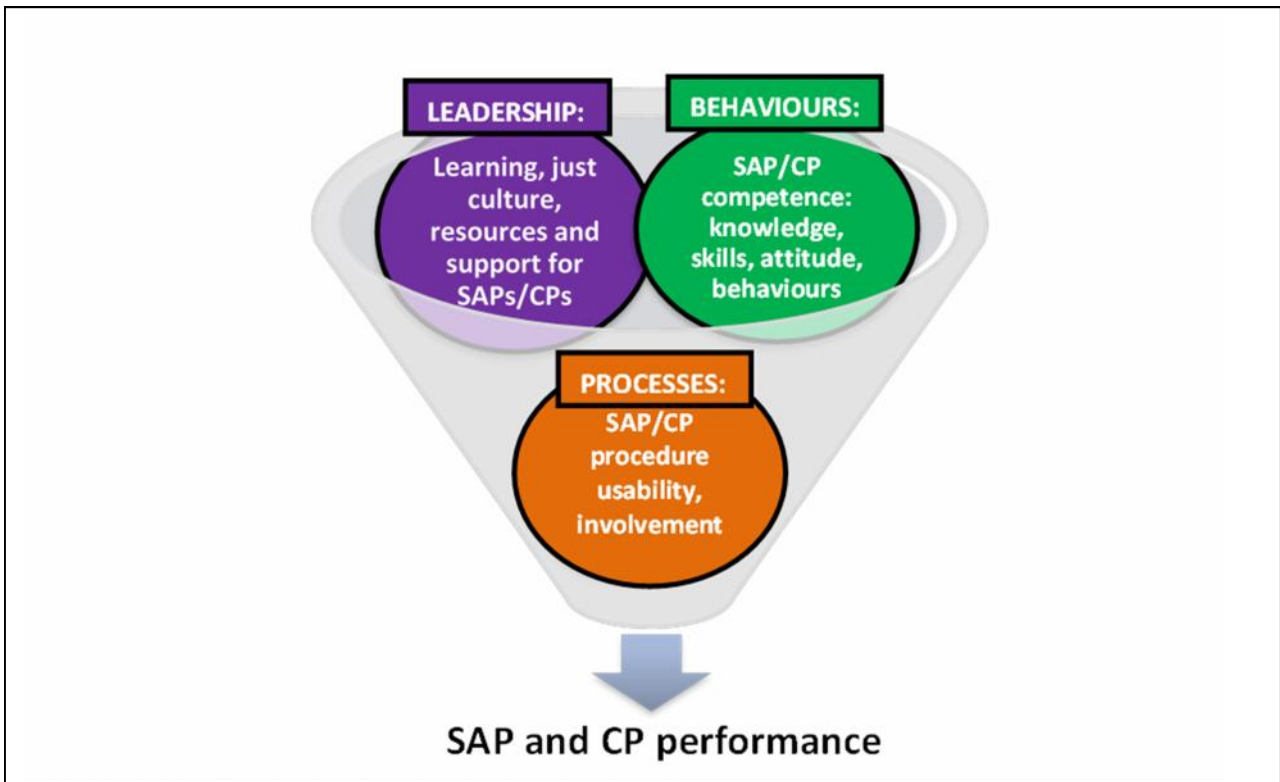 LEADERSHIP:
Learning, just
culture,
resources and
support for
SAPs/CPs
BEHAVIOURS:
SAP/CP
competence:
knowledge,
skills, attitude,
behaviours
PROCESSES:
SAP/CP
procedure
usability,
involvement
SAP and CP performance